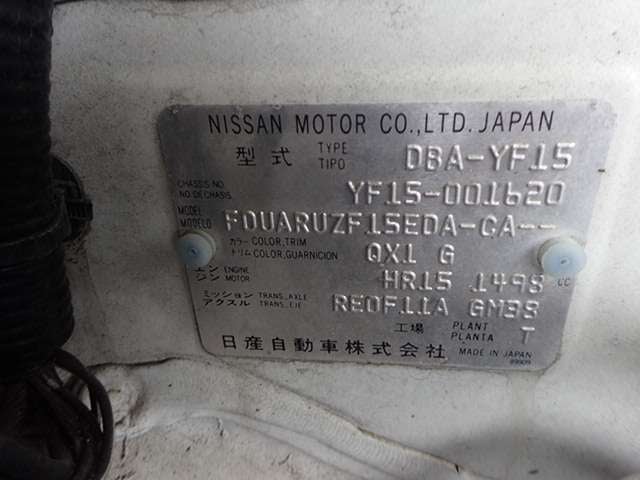 NISSAN MOTOR CO.,LTD. JAPAN
型式 TYPE TIPO DBA-YF15
CHASSIS NO. NO DE CHASIS YF15-001620
MODEL MODELO FDUARUZF15EDA-CA--
カラー COLOR,TRIM トリム COLOR,GUARNICION QX1 G
エンジン ENGINE MOTOR HR15 1498 CC
ミッション TRANS.,AXLE アクスル TRANS.,EJE REOF11A GM38
工場 PLANT PLANTA T
日産自動車株式会社 MADE IN JAPAN